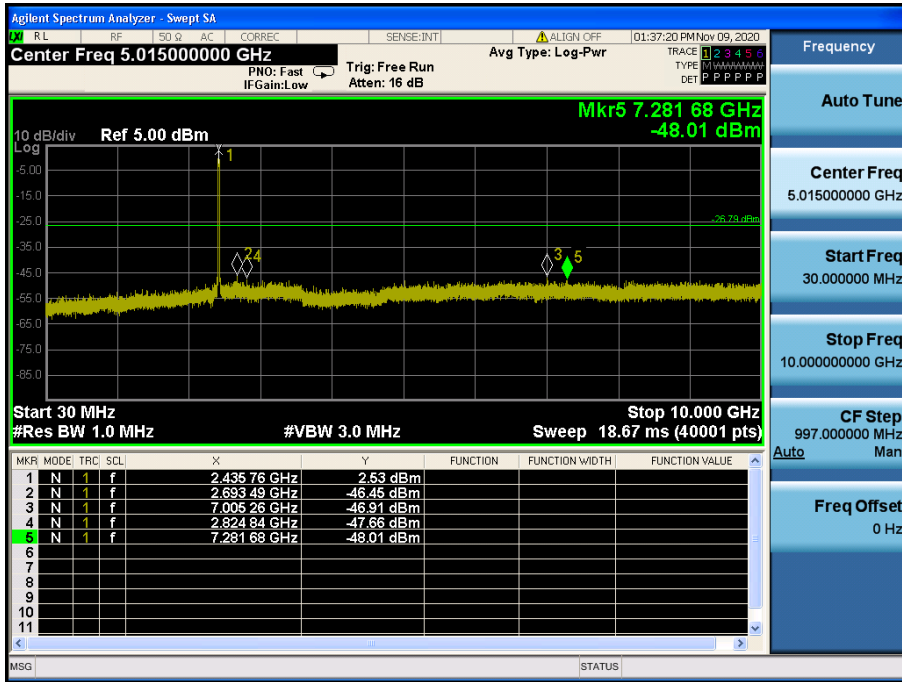 Agilent Spectrum Analyzer - Swept SA
LXI RL RF 50 Ω AC CORREC SENSE:INT ALIGN OFF 01:37:20 PM Nov 09, 2020
Center Freq 5.015000000 GHz
PNO: Fast
IFGain:Low
Trig: Free Run
Atten: 16 dB
Avg Type: Log-Pwr
TRACE 1 2 3 4 5 6
TYPE M W W W W W
DET P P P P P P
Mkr5 7.281 68 GHz
-48.01 dBm
10 dB/div Ref 5.00 dBm
Log
1
-5.00
-15.0
-25.0
-26.79 dBm
-35.0
2 4 3 5
-45.0
-55.0
-65.0
-75.0
-85.0
Start 30 MHz Stop 10.000 GHz
#Res BW 1.0 MHz #VBW 3.0 MHz Sweep 18.67 ms (40001 pts)
MKR MODE TRC SCL X Y FUNCTION FUNCTION WIDTH FUNCTION VALUE
1 N 1 f 2.435 76 GHz 2.53 dBm
2 N 1 f 2.693 49 GHz -46.45 dBm
3 N 1 f 7.005 26 GHz -46.91 dBm
4 N 1 f 2.824 84 GHz -47.66 dBm
5 N 1 f 7.281 68 GHz -48.01 dBm
6
7
8
9
10
11
MSG STATUS
Frequency
Auto Tune
Center Freq
5.015000000 GHz
Start Freq
30.000000 MHz
Stop Freq
10.000000000 GHz
CF Step
997.000000 MHz
Auto Man
Freq Offset
0 Hz